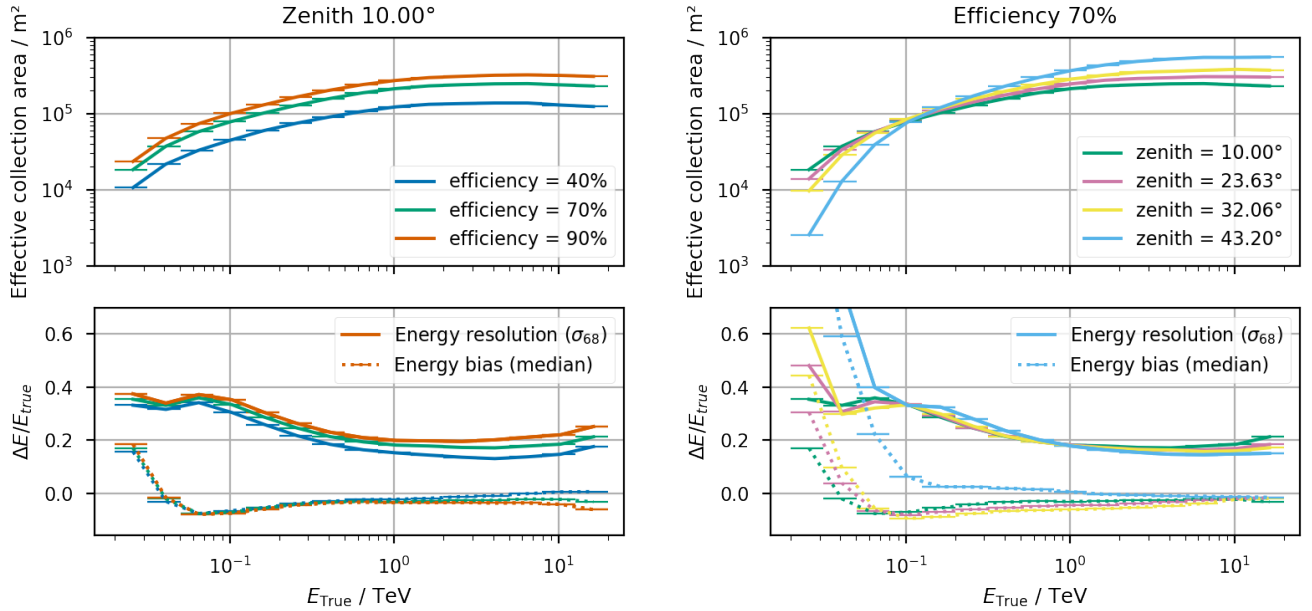 Zenith 10.00°
Effective collection area / m²
10⁶
10⁵
10⁴
10³
efficiency = 40%
efficiency = 70%
efficiency = 90%
ΔE/E_true
0.6
0.4
0.2
0.0
Energy resolution (σ₆₈)
Energy bias (median)
10⁻¹
10⁰
10¹
E_True / TeV
Efficiency 70%
Effective collection area / m²
10⁶
10⁵
10⁴
10³
zenith = 10.00°
zenith = 23.63°
zenith = 32.06°
zenith = 43.20°
ΔE/E_true
0.6
0.4
0.2
0.0
Energy resolution (σ₆₈)
Energy bias (median)
10⁻¹
10⁰
10¹
E_True / TeV